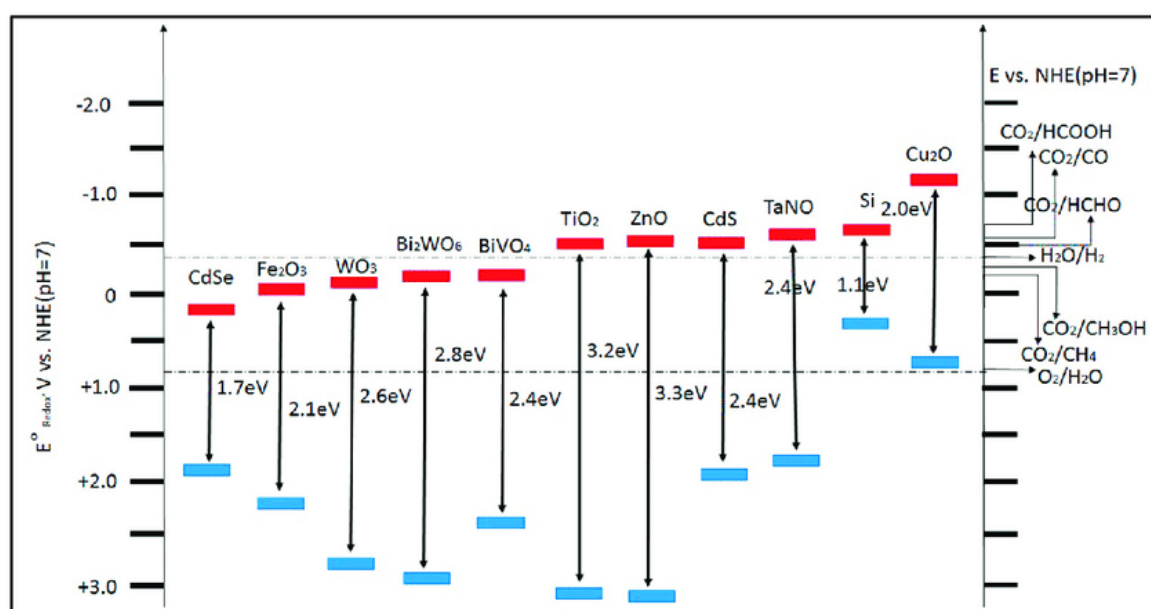 E° Redox, V vs. NHE(pH=7)
-2.0
-1.0
0
+1.0
+2.0
+3.0
CdSe
Fe₂O₃
WO₃
Bi₂WO₆
BiVO₄
TiO₂
ZnO
CdS
TaNO
Si
Cu₂O
1.7eV
2.1eV
2.6eV
2.8eV
2.4eV
3.2eV
3.3eV
2.4eV
2.4eV
1.1eV
2.0eV
E vs. NHE(pH=7)
CO₂/HCOOH
CO₂/CO
CO₂/HCHO
H₂O/H₂
CO₂/CH₃OH
CO₂/CH₄
O₂/H₂O